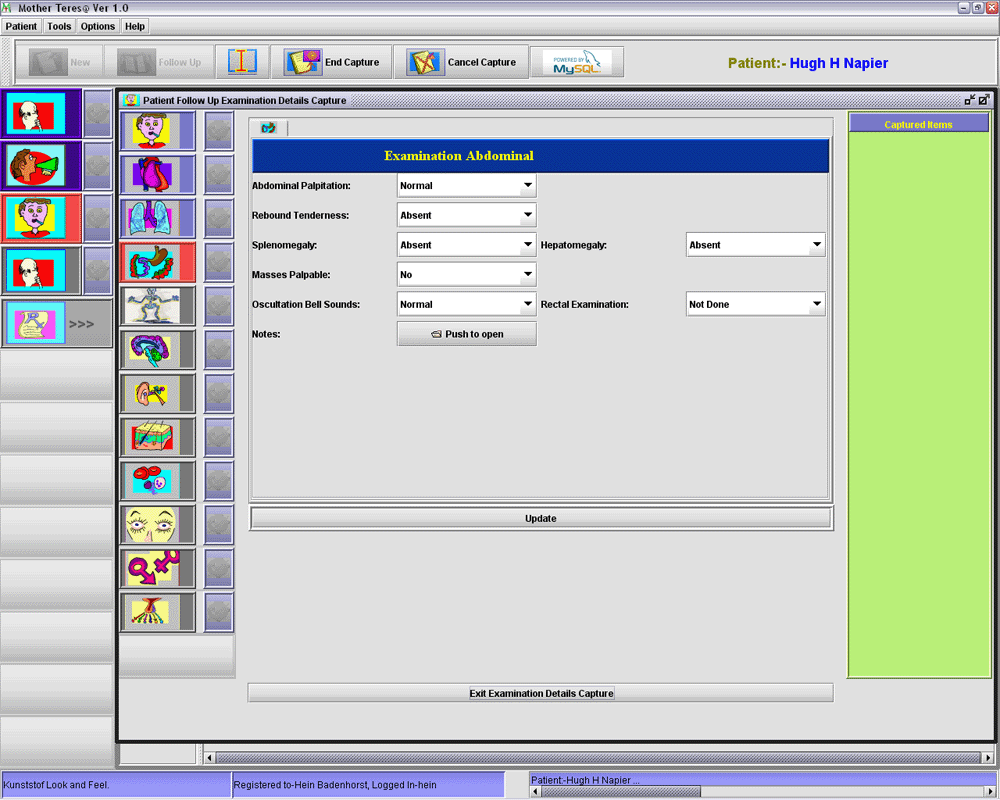 Mother Teres@ Ver 1.0
Patient Tools Options Help
New Follow Up End Capture Cancel Capture POWERED BY MySQL Patient:- Hugh H Napier
Patient Follow Up Examination Details Capture
Captured Items
Examination Abdominal
Abdominal Palpitation: Normal
Rebound Tenderness: Absent
Splenomegaly: Absent Hepatomegaly: Absent
Masses Palpable: No
Oscultation Bell Sounds: Normal Rectal Examination: Not Done
Notes: Push to open
>>>
Update
Exit Examination Details Capture
Kunststof Look and Feel. Registered to-Hein Badenhorst, Logged In-hein Patient:-Hugh H Napier ...